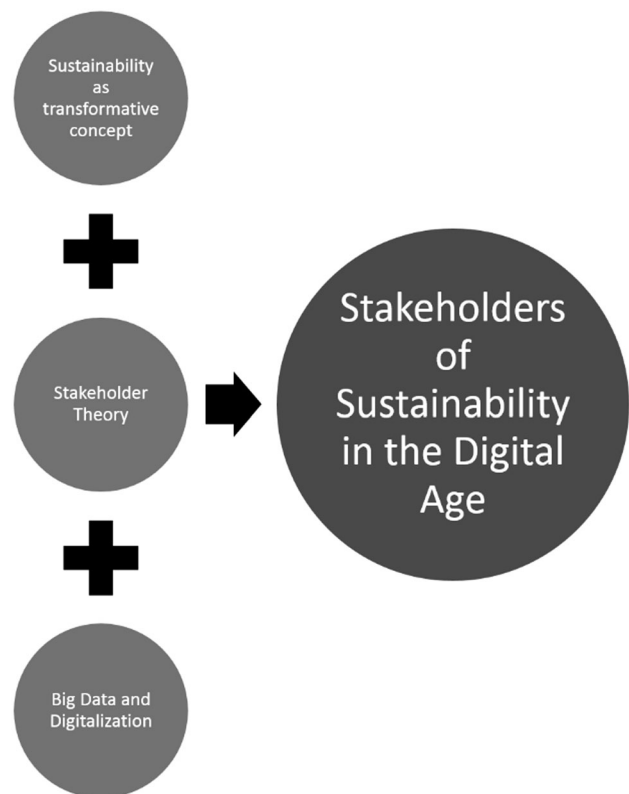 Sustainability
as
transformative
concept
Stakeholder
Theory
Big Data and
Digitalization
Stakeholders
of
Sustainability
in the Digital
Age